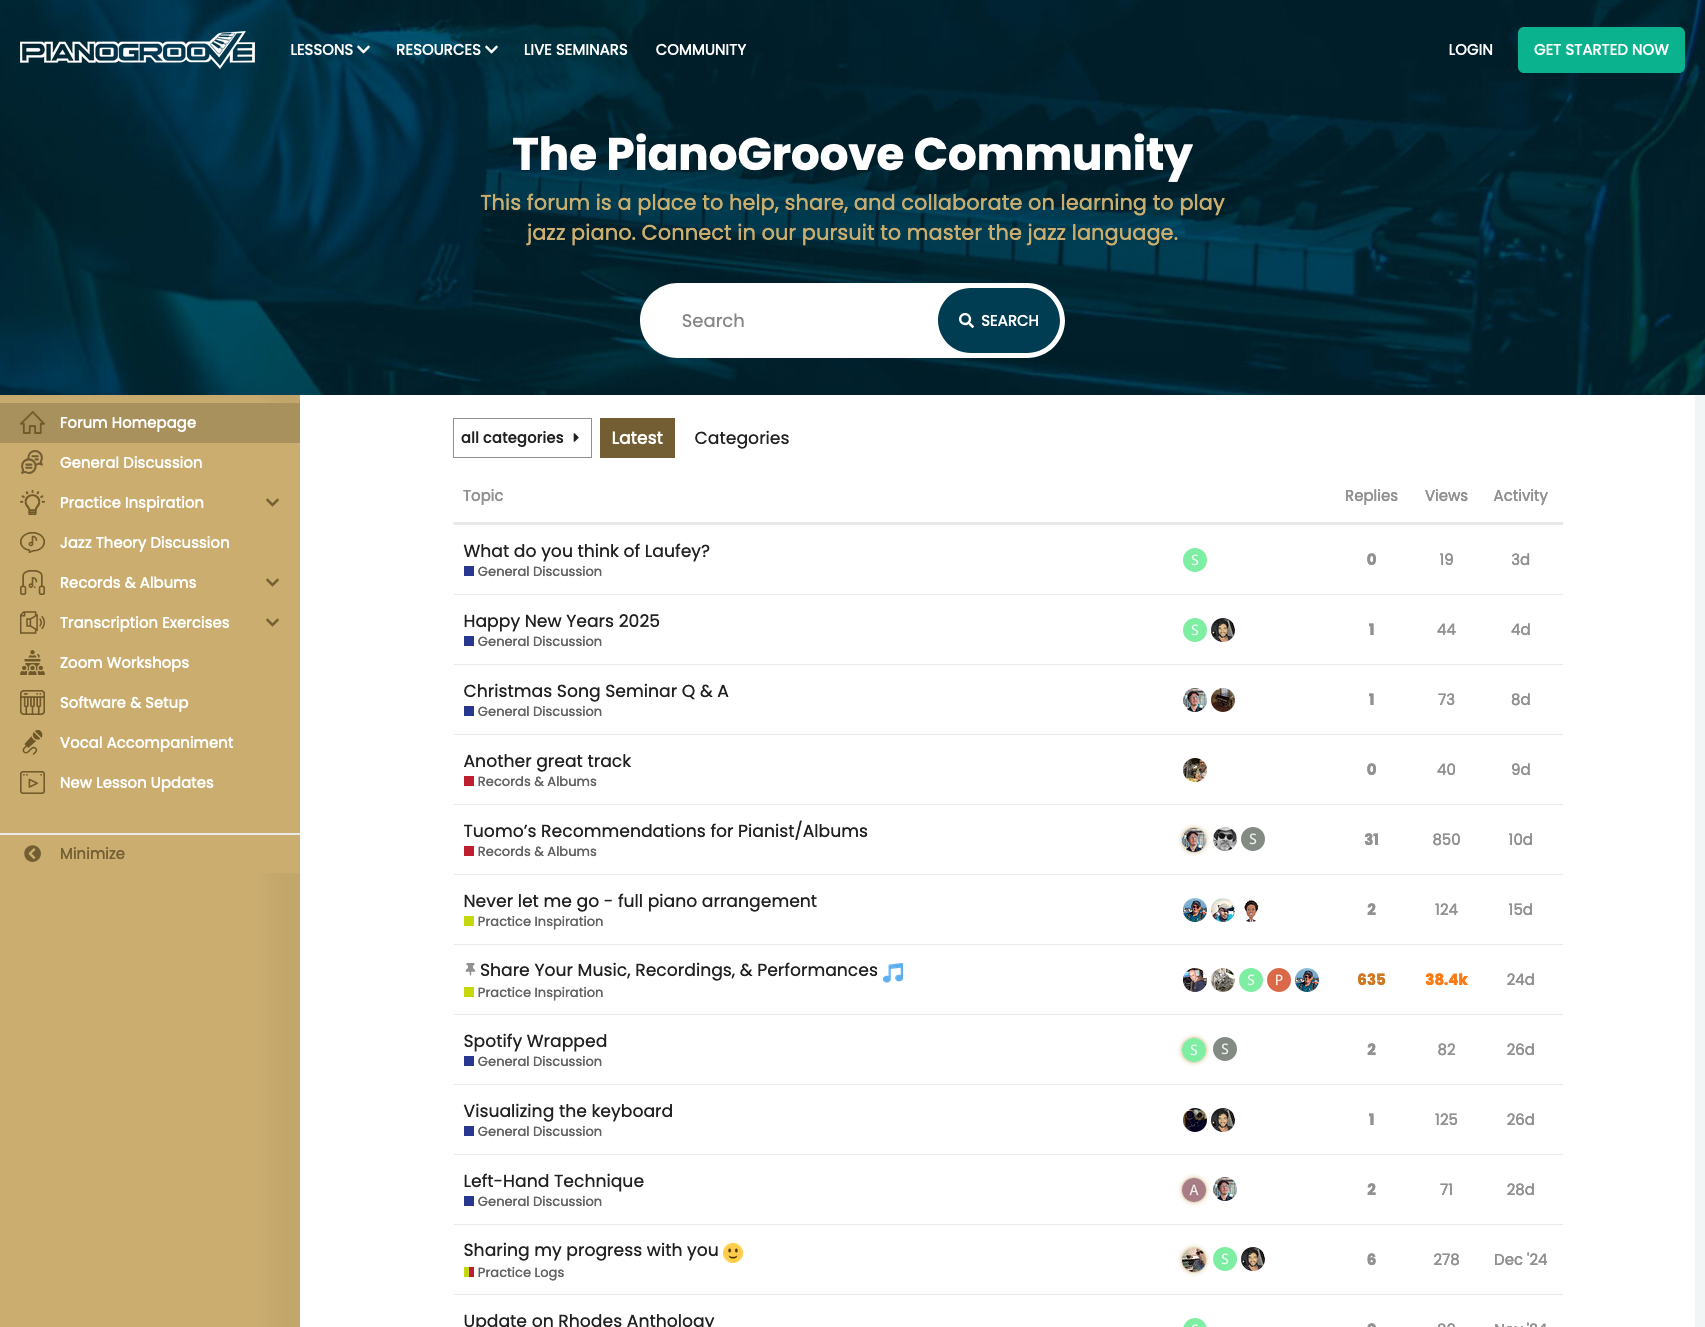 PIANOGROOVE
LESSONS
RESOURCES
LIVE SEMINARS
COMMUNITY
LOGIN
GET STARTED NOW
The PianoGroove Community
This forum is a place to help, share, and collaborate on learning to play
jazz piano. Connect in our pursuit to master the jazz language.
Search
SEARCH
Forum Homepage
General Discussion
Practice Inspiration
Jazz Theory Discussion
Records & Albums
Transcription Exercises
Zoom Workshops
Software & Setup
Vocal Accompaniment
New Lesson Updates
Minimize
all categories
Latest
Categories
Topic Replies Views Activity
What do you think of Laufey?
General Discussion
S 0 19 3d
Happy New Years 2025
General Discussion
S 1 44 4d
Christmas Song Seminar Q & A
General Discussion
1 73 8d
Another great track
Records & Albums
0 40 9d
Tuomo’s Recommendations for Pianist/Albums
Records & Albums
S 31 850 10d
Never let me go - full piano arrangement
Practice Inspiration
2 124 15d
Share Your Music, Recordings, & Performances 🎵
Practice Inspiration
S P 635 38.4k 24d
Spotify Wrapped
General Discussion
S S 2 82 26d
Visualizing the keyboard
General Discussion
1 125 26d
Left-Hand Technique
General Discussion
A 2 71 28d
Sharing my progress with you 🙂
Practice Logs
S 6 278 Dec '24
Update on Rhodes Anthology